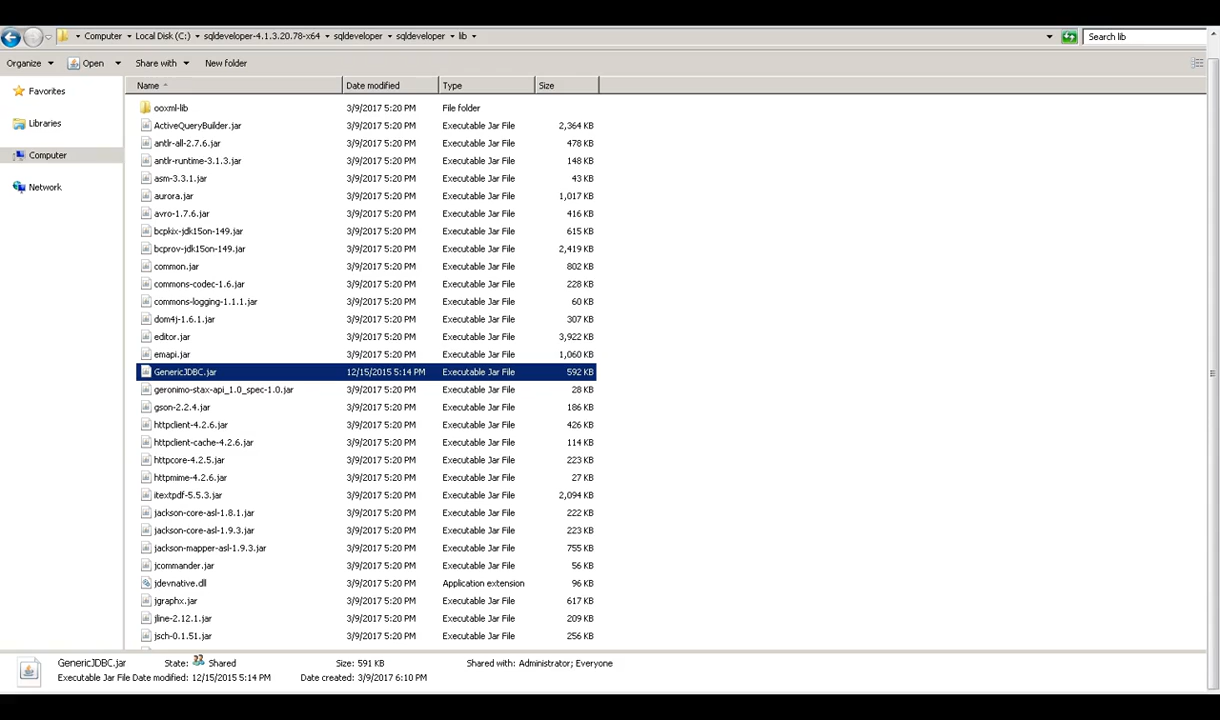 Computer Local Disk (C:) sqldeveloper-4.1.3.20.78-x64 sqldeveloper sqldeveloper lib Search lib
Organize Open Share with New folder
Name Date modified Type Size
Favorites
Libraries
Computer
Network
ooxml-lib 3/9/2017 5:20 PM File folder
ActiveQueryBuilder.jar 3/9/2017 5:20 PM Executable Jar File 2,364 KB
antlr-all-2.7.6.jar 3/9/2017 5:20 PM Executable Jar File 478 KB
antlr-runtime-3.1.3.jar 3/9/2017 5:20 PM Executable Jar File 148 KB
asm-3.3.1.jar 3/9/2017 5:20 PM Executable Jar File 43 KB
aurora.jar 3/9/2017 5:20 PM Executable Jar File 1,017 KB
avro-1.7.6.jar 3/9/2017 5:20 PM Executable Jar File 416 KB
bcpkix-jdk15on-149.jar 3/9/2017 5:20 PM Executable Jar File 615 KB
bcprov-jdk15on-149.jar 3/9/2017 5:20 PM Executable Jar File 2,419 KB
common.jar 3/9/2017 5:20 PM Executable Jar File 802 KB
commons-codec-1.6.jar 3/9/2017 5:20 PM Executable Jar File 228 KB
commons-logging-1.1.1.jar 3/9/2017 5:20 PM Executable Jar File 60 KB
dom4j-1.6.1.jar 3/9/2017 5:20 PM Executable Jar File 307 KB
editor.jar 3/9/2017 5:20 PM Executable Jar File 3,922 KB
emapi.jar 3/9/2017 5:20 PM Executable Jar File 1,060 KB
GenericJDBC.jar 12/15/2015 5:14 PM Executable Jar File 592 KB
geronimo-stax-api_1.0_spec-1.0.jar 3/9/2017 5:20 PM Executable Jar File 28 KB
gson-2.2.4.jar 3/9/2017 5:20 PM Executable Jar File 186 KB
httpclient-4.2.6.jar 3/9/2017 5:20 PM Executable Jar File 426 KB
httpclient-cache-4.2.6.jar 3/9/2017 5:20 PM Executable Jar File 114 KB
httpcore-4.2.5.jar 3/9/2017 5:20 PM Executable Jar File 223 KB
httpmime-4.2.6.jar 3/9/2017 5:20 PM Executable Jar File 27 KB
itextpdf-5.5.3.jar 3/9/2017 5:20 PM Executable Jar File 2,094 KB
jackson-core-asl-1.8.1.jar 3/9/2017 5:20 PM Executable Jar File 222 KB
jackson-core-asl-1.9.3.jar 3/9/2017 5:20 PM Executable Jar File 223 KB
jackson-mapper-asl-1.9.3.jar 3/9/2017 5:20 PM Executable Jar File 755 KB
jcommander.jar 3/9/2017 5:20 PM Executable Jar File 56 KB
jdevnative.dll 3/9/2017 5:20 PM Application extension 96 KB
jgraphx.jar 3/9/2017 5:20 PM Executable Jar File 617 KB
jline-2.12.1.jar 3/9/2017 5:20 PM Executable Jar File 209 KB
jsch-0.1.51.jar 3/9/2017 5:20 PM Executable Jar File 256 KB
GenericJDBC.jar State: Shared Size: 591 KB Shared with: Administrator; Everyone
Executable Jar File Date modified: 12/15/2015 5:14 PM Date created: 3/9/2017 6:10 PM